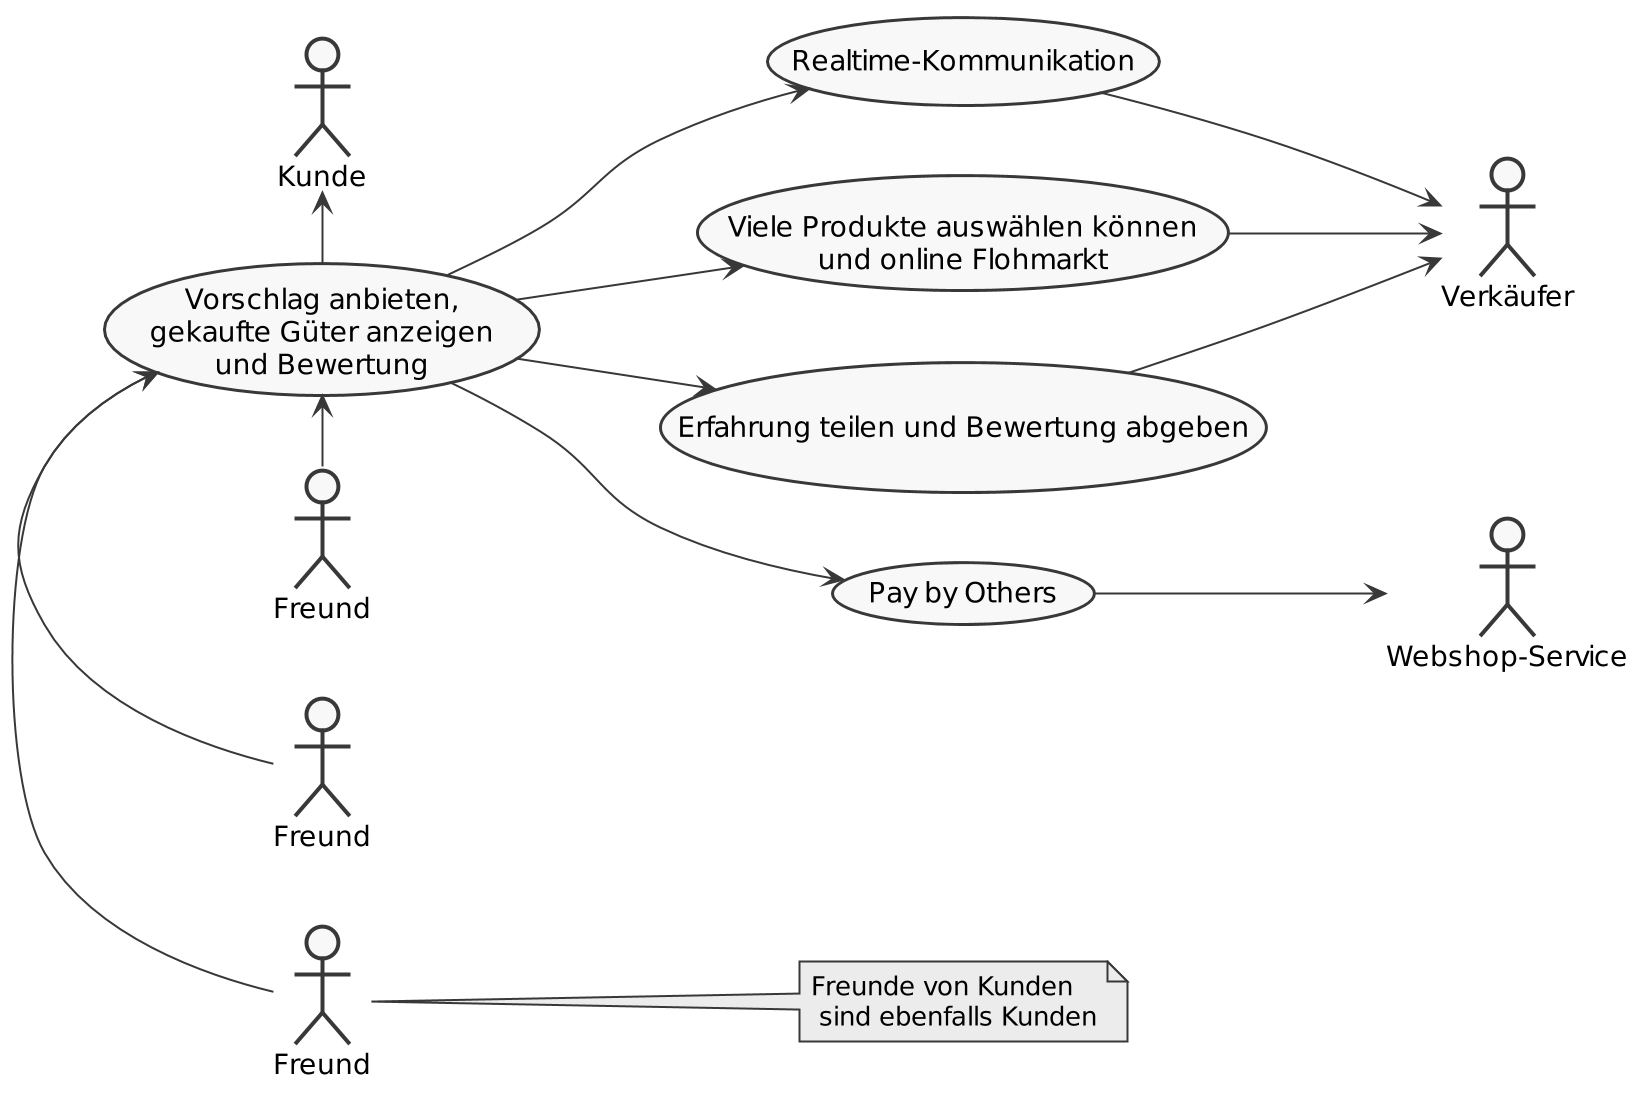 Kunde
Realtime-Kommunikation
Viele Produkte auswählen können
und online Flohmarkt
Verkäufer
Vorschlag anbieten,
gekaufte Güter anzeigen
und Bewertung
Erfahrung teilen und Bewertung abgeben
Freund
Pay by Others
Webshop-Service
Freund
Freund
Freunde von Kunden
sind ebenfalls Kunden